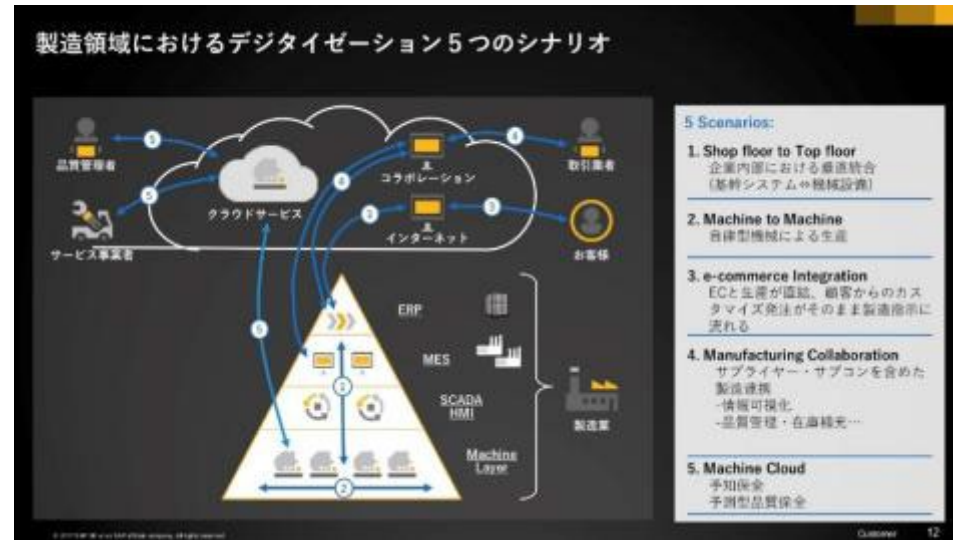 製造領域におけるデジタイゼーション５つのシナリオ
品質管理者
サービス事業者
クラウドサービス
コラボレーション
インターネット
取引業者
お客様
5
5
4
4
3
3
5
1
2
ERP
MES
SCADA
HMI
Machine
Layer
製造業
5 Scenarios:
1. Shop floor to Top floor
企業内部における垂直統合
(基幹システム⇔機械設備)
2. Machine to Machine
自律型機械による生産
3. e-commerce Integration
ECと生産が直結、顧客からのカス
タマイズ発注がそのまま製造指示に
流れる
4. Manufacturing Collaboration
サプライヤー・サブコンを含めた
製造連携
-情報可視化
-品質管理・在庫補充…
5. Machine Cloud
予知保全
予測型品質保全
Customer
12